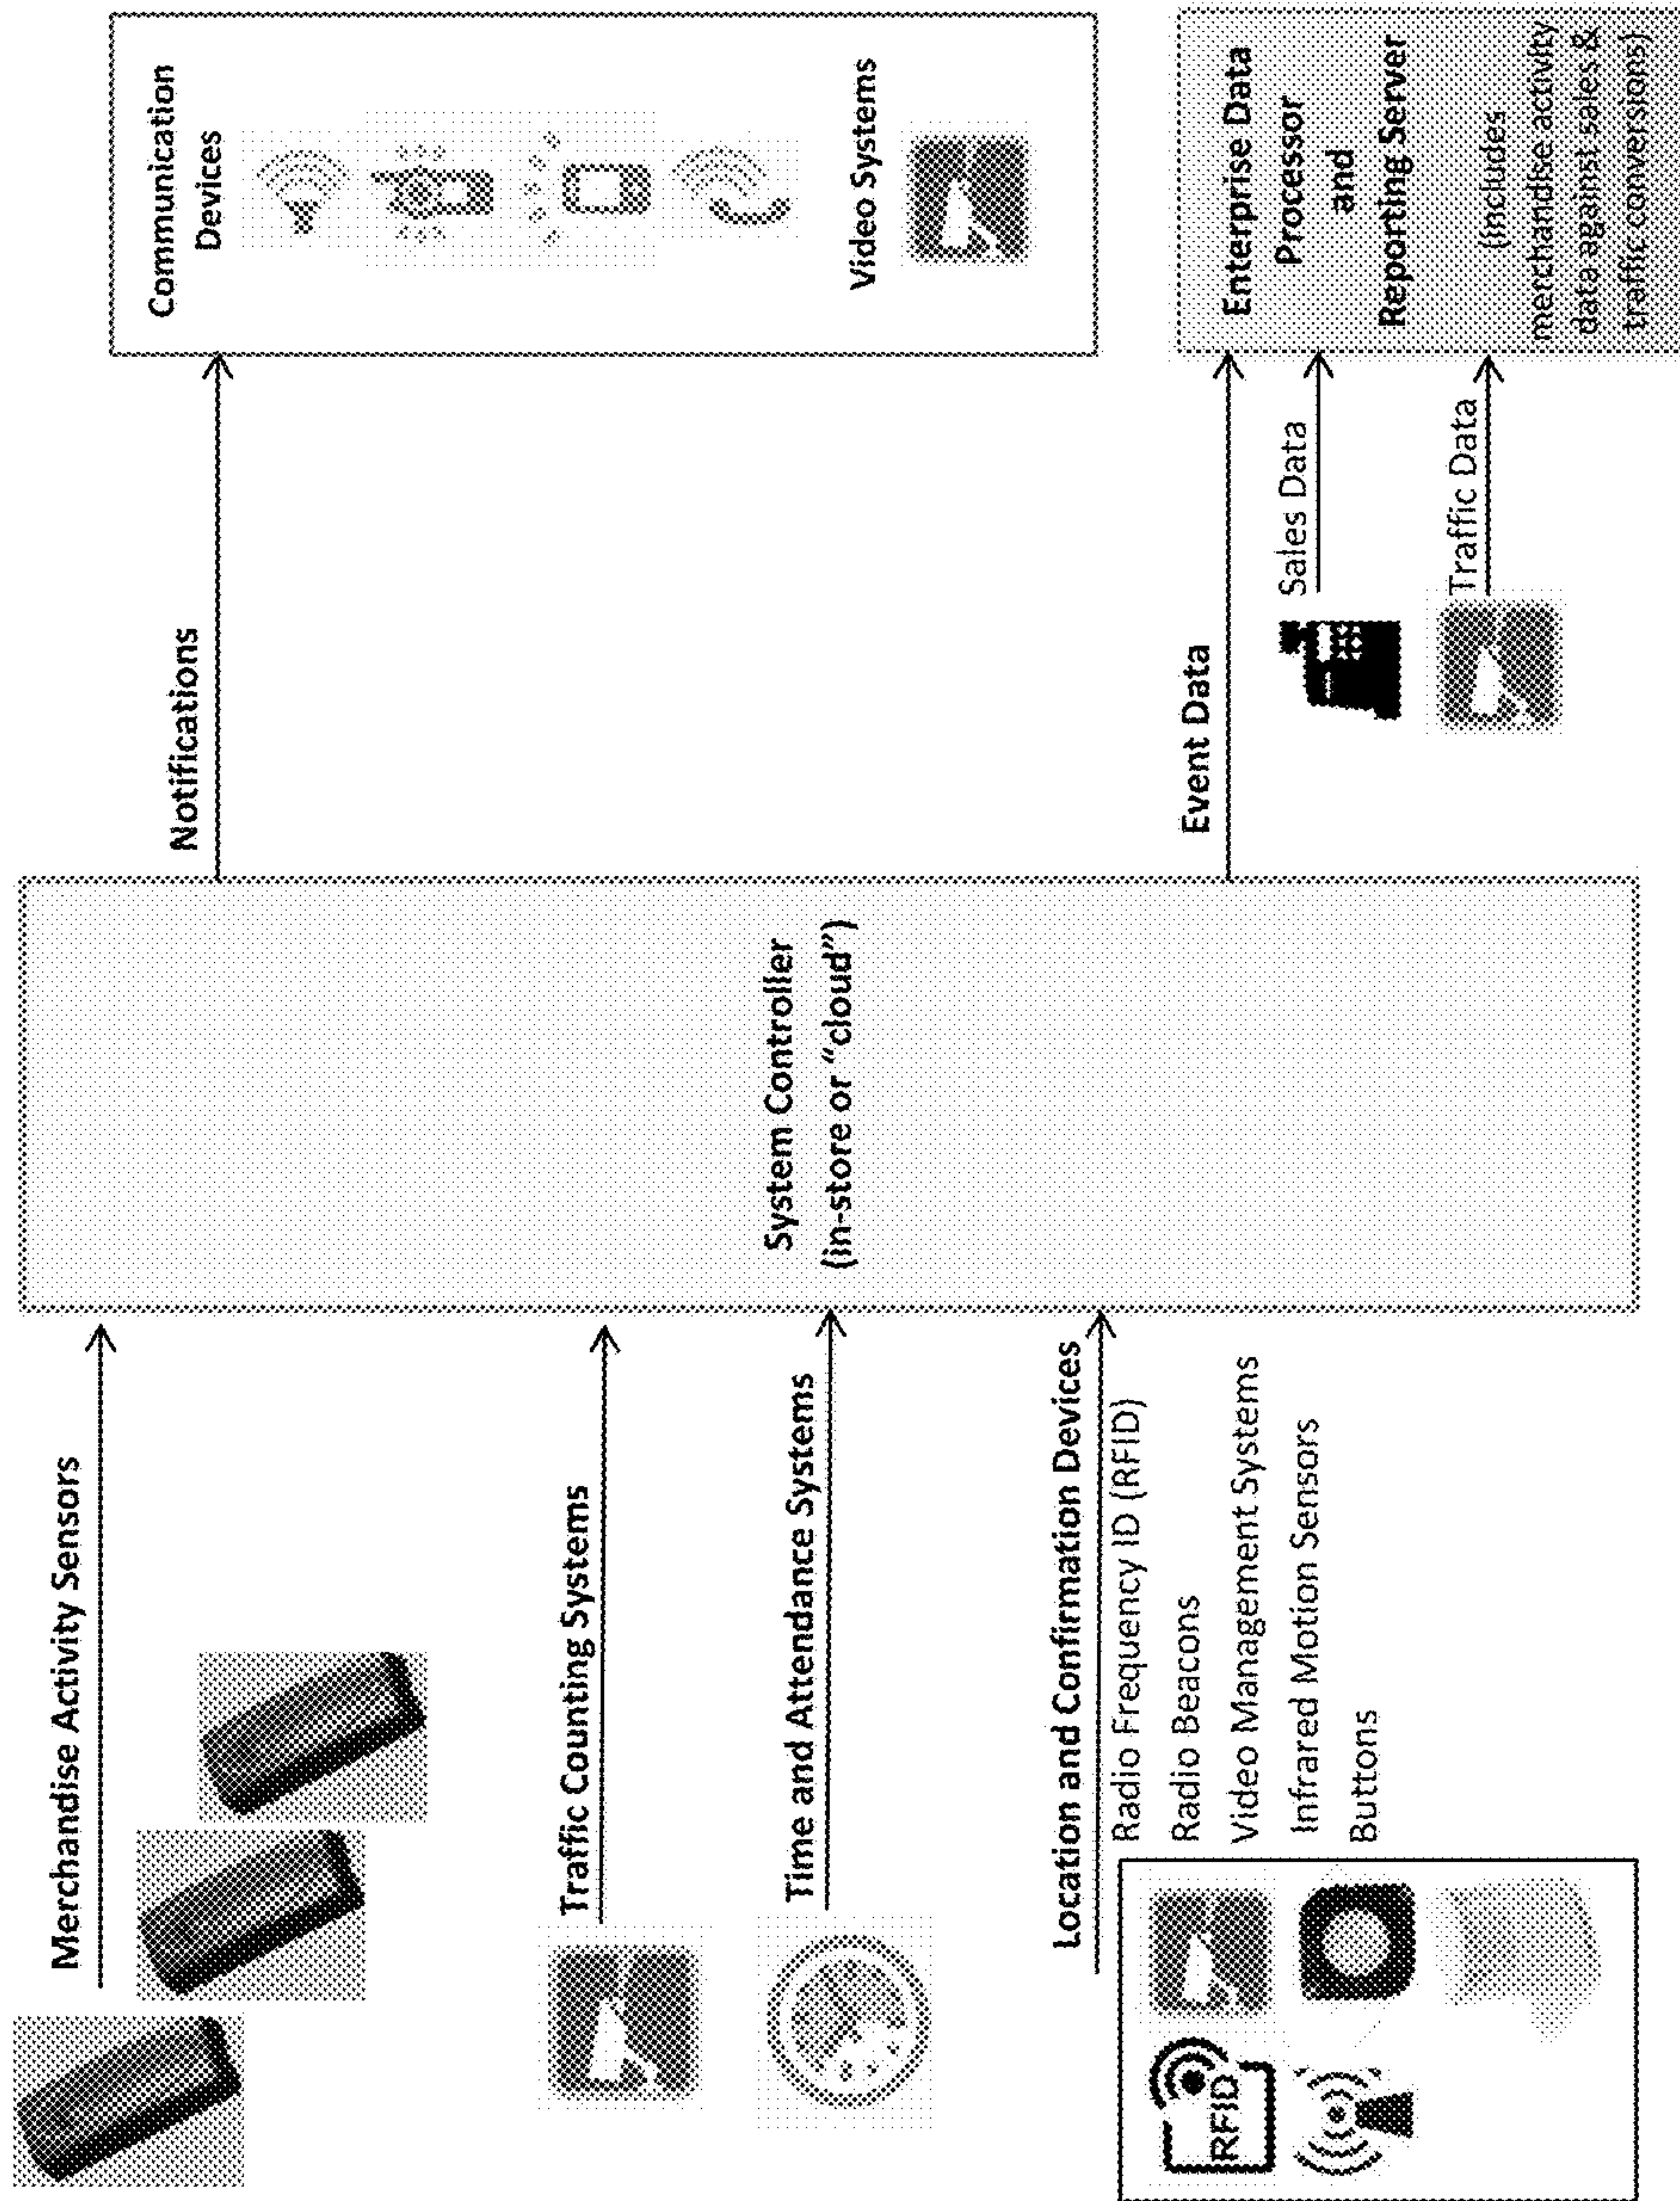 Merchandise Activity Sensors
Traffic Counting Systems
Time and Attendance Systems
Location and Confirmation Devices
Radio Frequency ID (RFID)
Radio Beacons
Video Management Systems
Infrared Motion Sensors
Buttons
RFID
System Controller
(in-store or "cloud")
Notifications
Event Data
Communication
Devices
Video Systems
Sales Data
Traffic Data
Enterprise Data
Processor
and
Reporting Server
(includes
merchandise activity
data against sales &
traffic conversions)